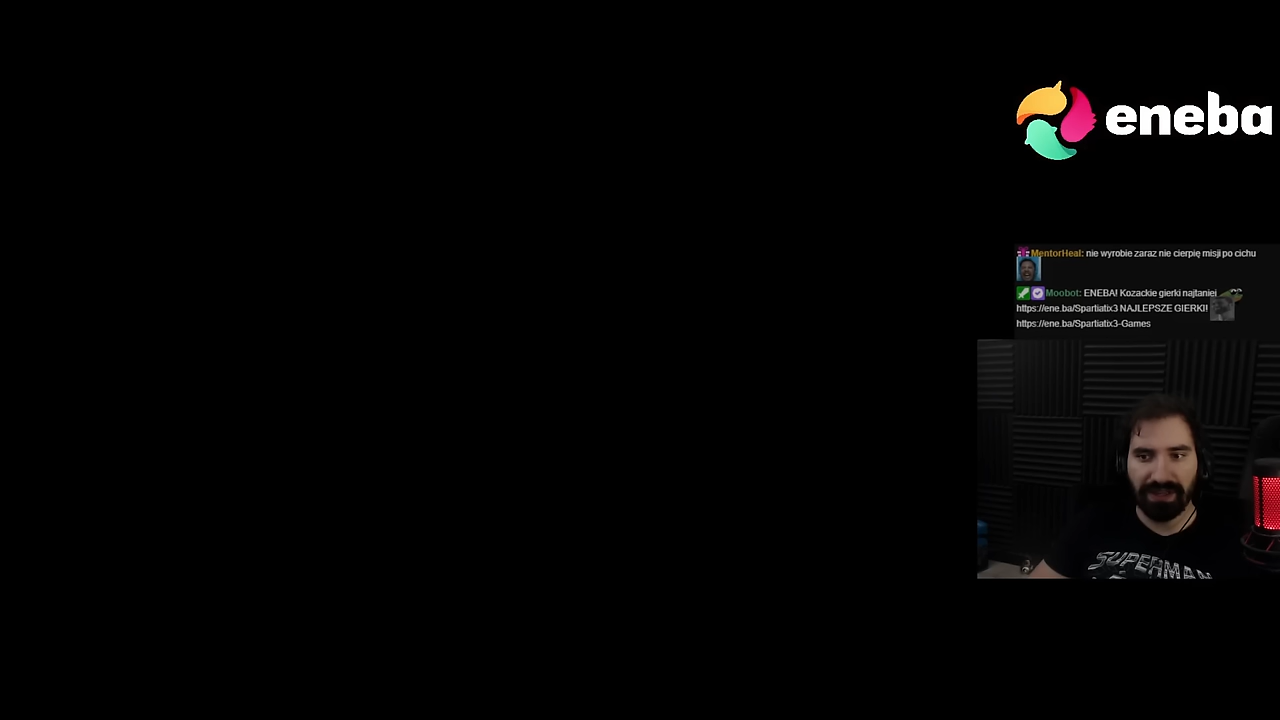 eneba
MentorHeal: nie wyrobie zaraz nie cierpię misji po cichu
Moobot: ENEBA! Kozackie gierki najtaniej
https://ene.ba/Spartiatix3 NAJLEPSZE GIERKI!
https://ene.ba/Spartiatix3-Games
SUPERMAN